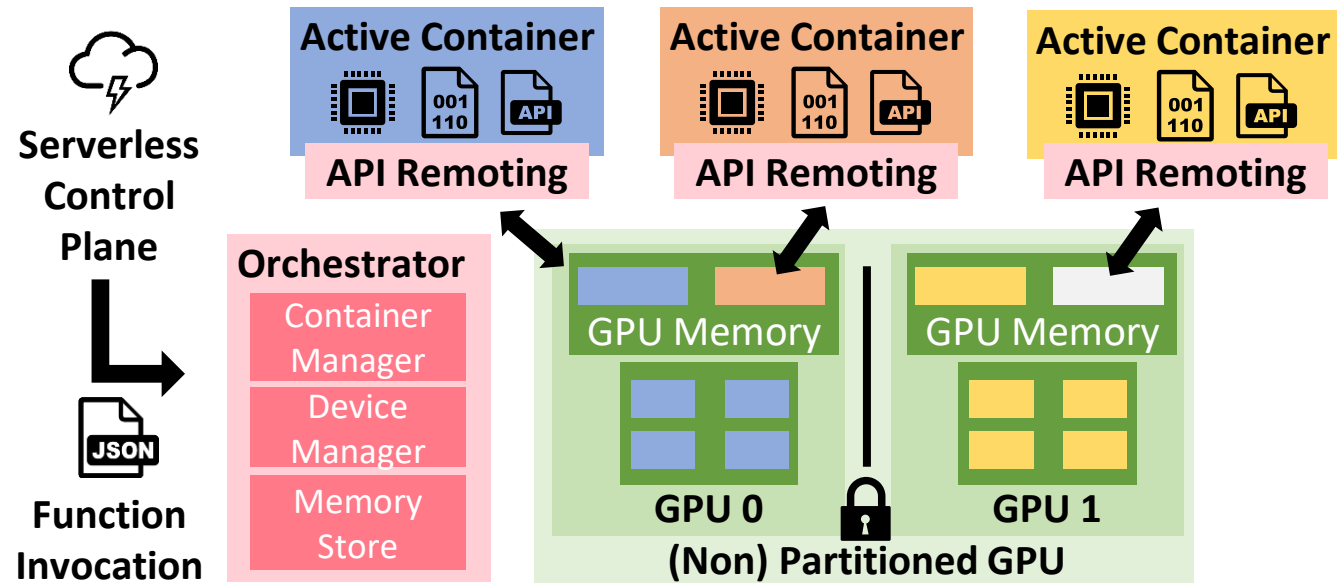 Serverless
Control
Plane
JSON
Function
Invocation
Active Container
001
110
API
API Remoting
Active Container
001
110
API
API Remoting
Active Container
001
110
API
API Remoting
Orchestrator
Container
Manager
Device
Manager
Memory
Store
GPU Memory
GPU 0
GPU Memory
GPU 1
(Non) Partitioned GPU